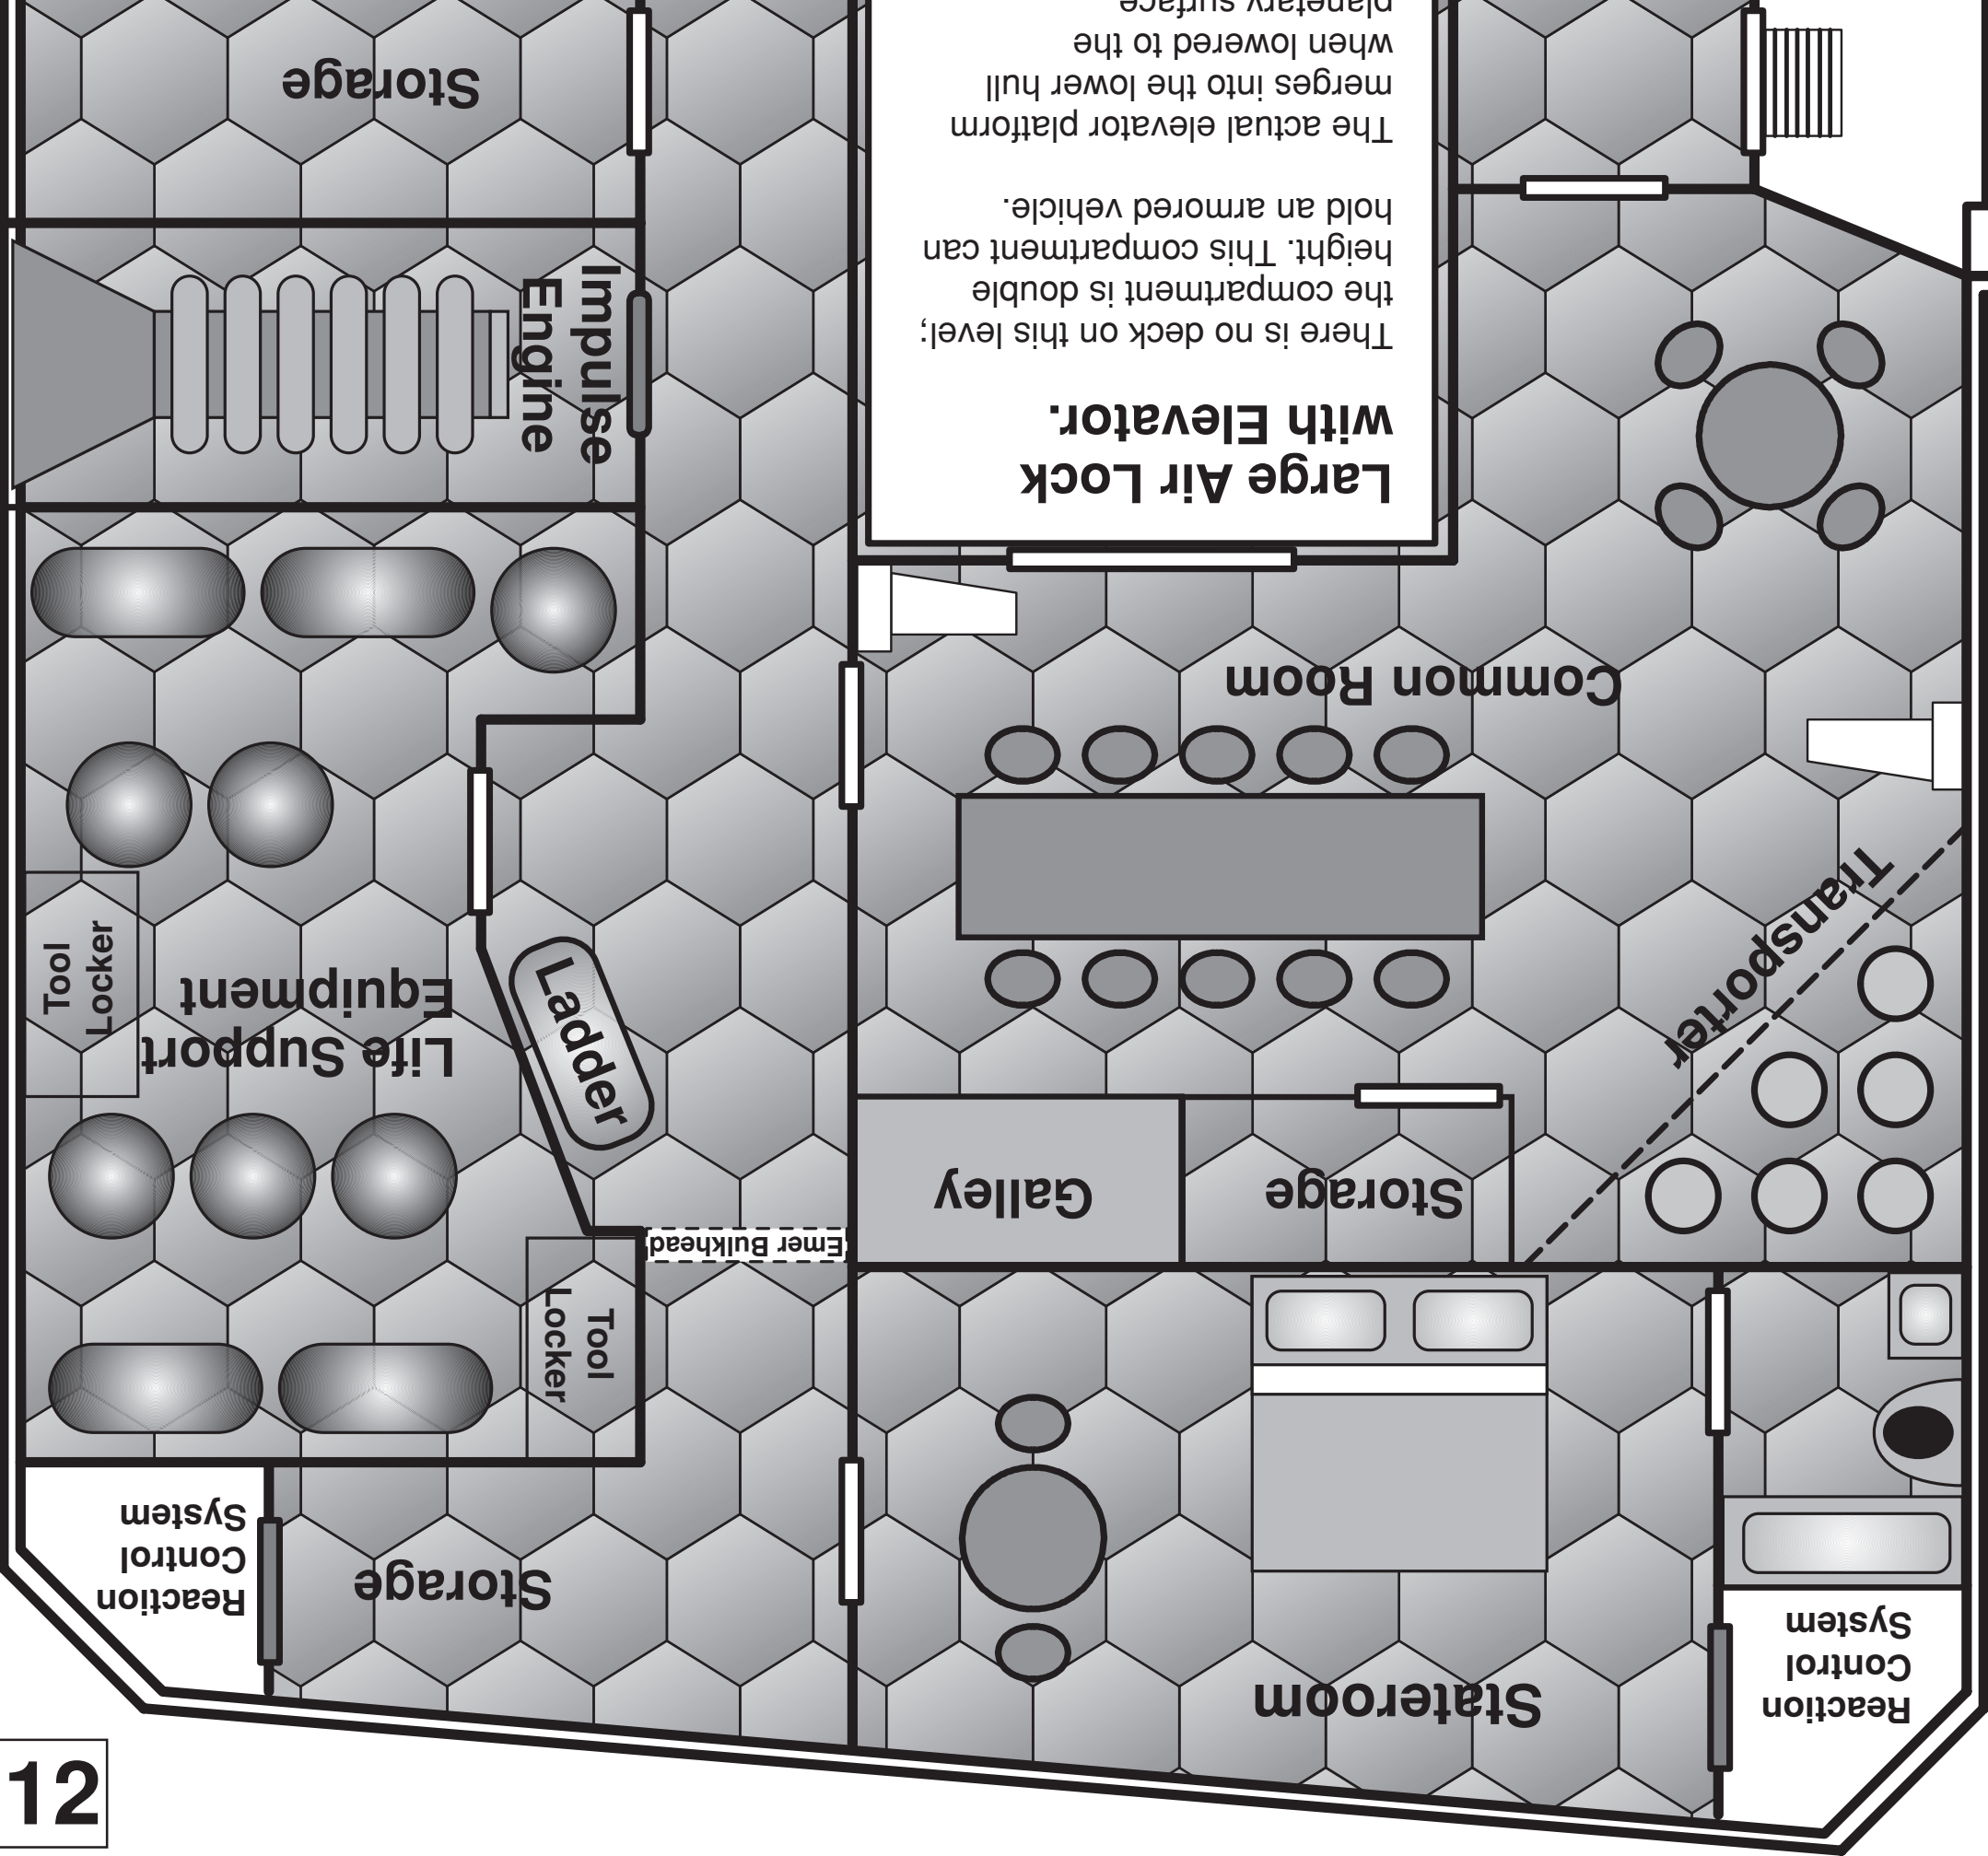 12
Reaction
Control
System
Stateroom
Storage
Reaction
Control
System
Tool
Locker
Emer Bulkhead
Storage
Galley
Transporter
Ladder
Life Support
Equipment
Tool
Locker
Common Room
Large Air Lock
with Elevator.
There is no deck on this level;
the compartment is double
height. This compartment can
hold an armored vehicle.
The actual elevator platform
merges into the lower hull
when lowered to the
planetary surface
Impulse
Engine
Storage